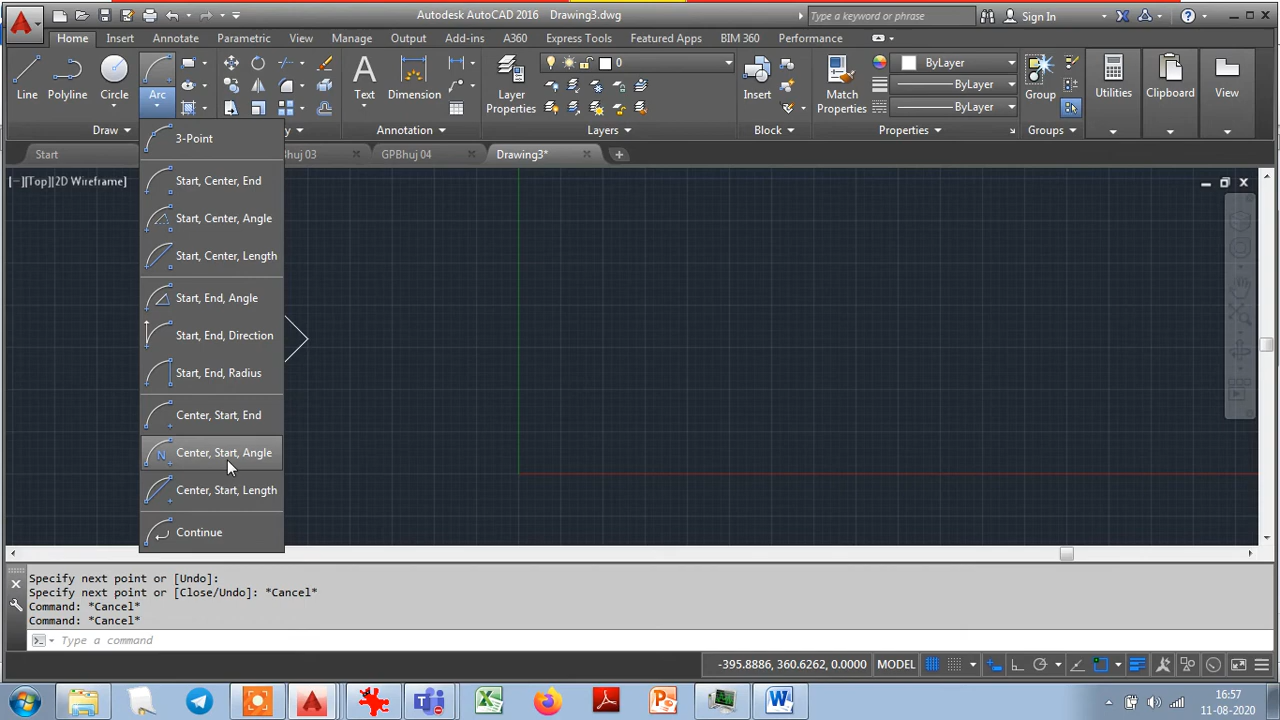 Autodesk AutoCAD 2016 Drawing3.dwg
Type a keyword or phrase
Sign In
Home Insert Annotate Parametric View Manage Output Add-ins A360 Express Tools Featured Apps BIM 360 Performance
Line Polyline Circle Arc
Text Dimension
Layer Properties
0
Insert
Match Properties
ByLayer
ByLayer
ByLayer
Group
Utilities Clipboard View
Draw Annotation Layers Block Properties Groups
Start
Bhuj 03
GPBhuj 04
Drawing3*
[−][Top][2D Wireframe]
3-Point
Start, Center, End
Start, Center, Angle
Start, Center, Length
Start, End, Angle
Start, End, Direction
Start, End, Radius
Center, Start, End
Center, Start, Angle
Center, Start, Length
Continue
Specify next point or [Undo]:
Specify next point or [Close/Undo]: *Cancel*
Command: *Cancel*
Command: *Cancel*
Type a command
-395.8886, 360.6262, 0.0000 MODEL
16:57
11-08-2020